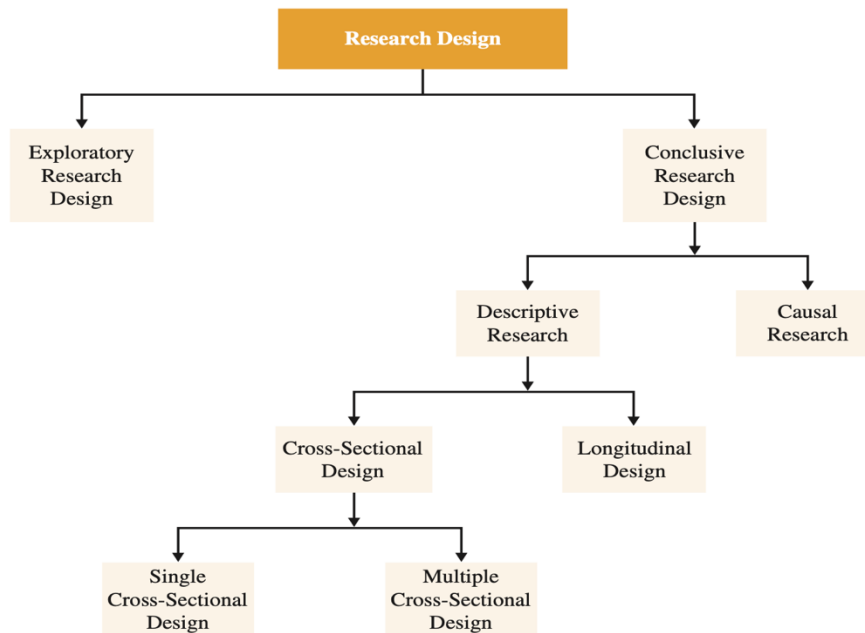 Research Design
Exploratory
Research
Design
Conclusive
Research
Design
Descriptive
Research
Causal
Research
Cross-Sectional
Design
Longitudinal
Design
Single
Cross-Sectional
Design
Multiple
Cross-Sectional
Design